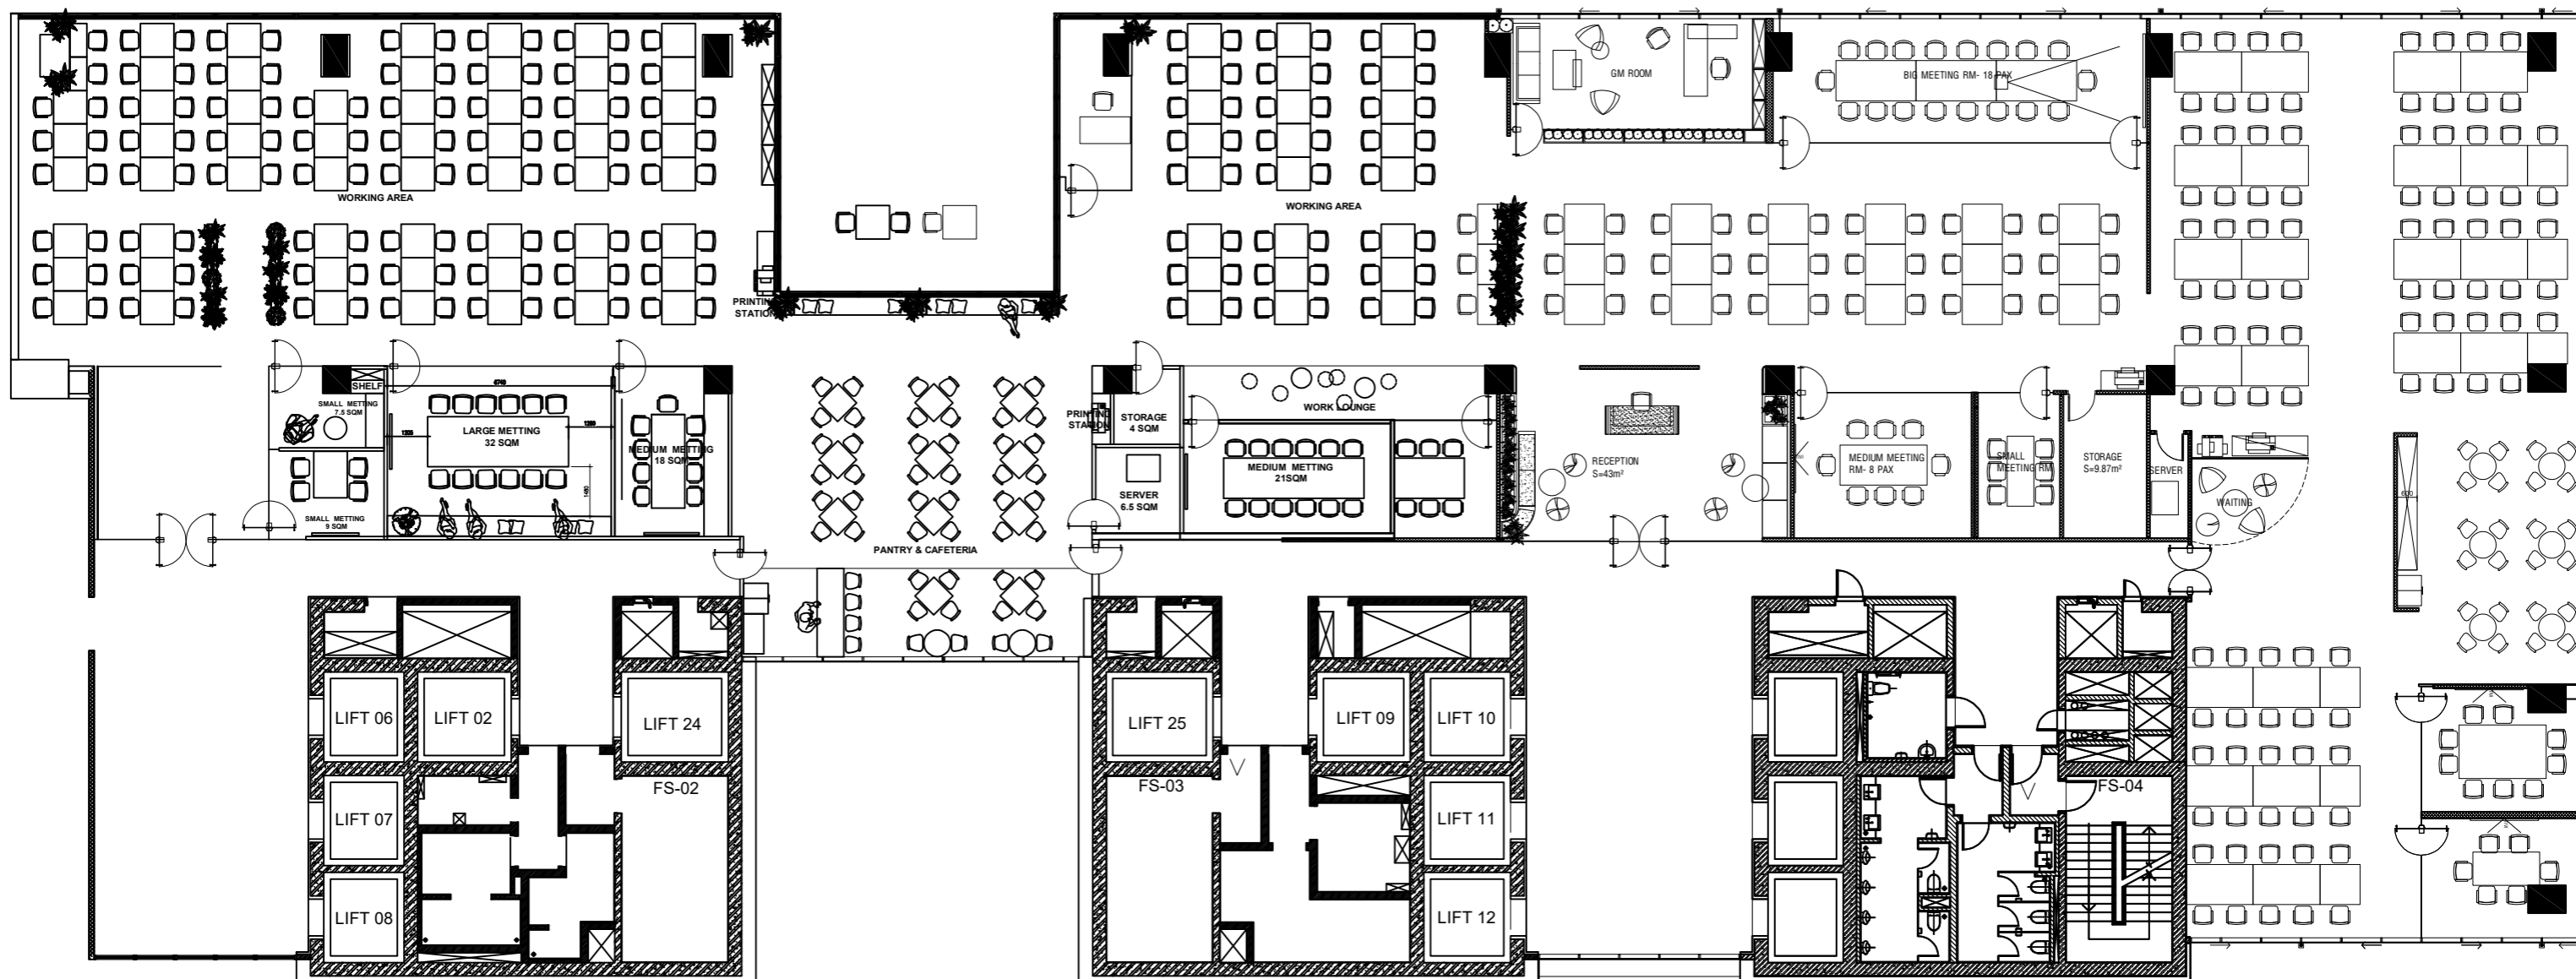 GM ROOM
BIG MEETING RM- 18 PAX
WORKING AREA
WORKING AREA
PRINTING
STATION
SHELF
6740
SMALL METTING
7.5 SQM
LARGE METTING
32 SQM
MEDIUM METTING
18 SQM
SMALL METTING
9 SQM
PANTRY & CAFETERIA
PRINTING
STATION
STORAGE
4 SQM
SERVER
6.5 SQM
WORK LOUNGE
MEDIUM METTING
21SQM
RECEPTION
S=43m²
MEDIUM MEETING
RM- 8 PAX
SMALL
MEETING RM
STORAGE
S=9.87m²
SERVER
WAITING
600
LIFT 06
LIFT 02
LIFT 24
LIFT 25
LIFT 09
LIFT 10
FS-02
FS-03
FS-04
LIFT 07
LIFT 11
LIFT 08
LIFT 12